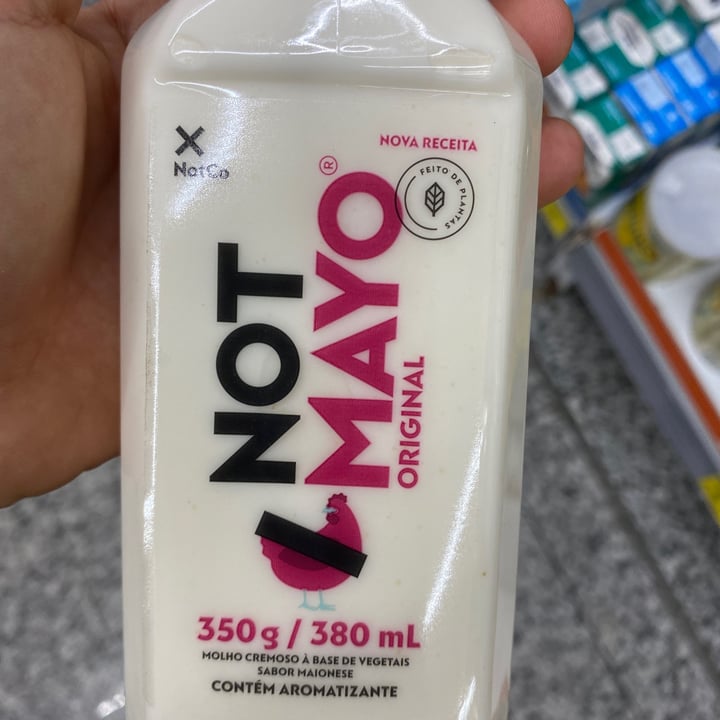 NotCo
NOVA RECEITA
FEITO DE PLANTAS
NOT
MAYO®
ORIGINAL
350 g / 380 mL
MOLHO CREMOSO À BASE DE VEGETAIS
SABOR MAIONESE
CONTÉM AROMATIZANTE